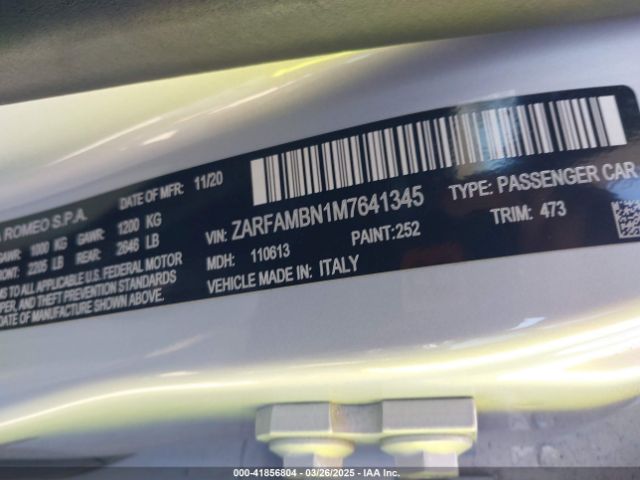 A ROMEO S.P.A. DATE OF MFR: 11/20
GAWR: 1000 KG GAWR: 1200 KG
FRONT: 2205 LB REAR: 2646 LB
MS TO ALL APPLICABLE U.S. FEDERAL MOTOR
PER, AND THEFT PREVENTION STANDARDS
DATE OF MANUFACTURE SHOWN ABOVE.
VIN: ZARFAMBN1M7641345 TYPE: PASSENGER CAR
MDH: 110613 PAINT:252 TRIM: 473
VEHICLE MADE IN: ITALY
000-41856804 | 03/26/2025 | IAA Inc.